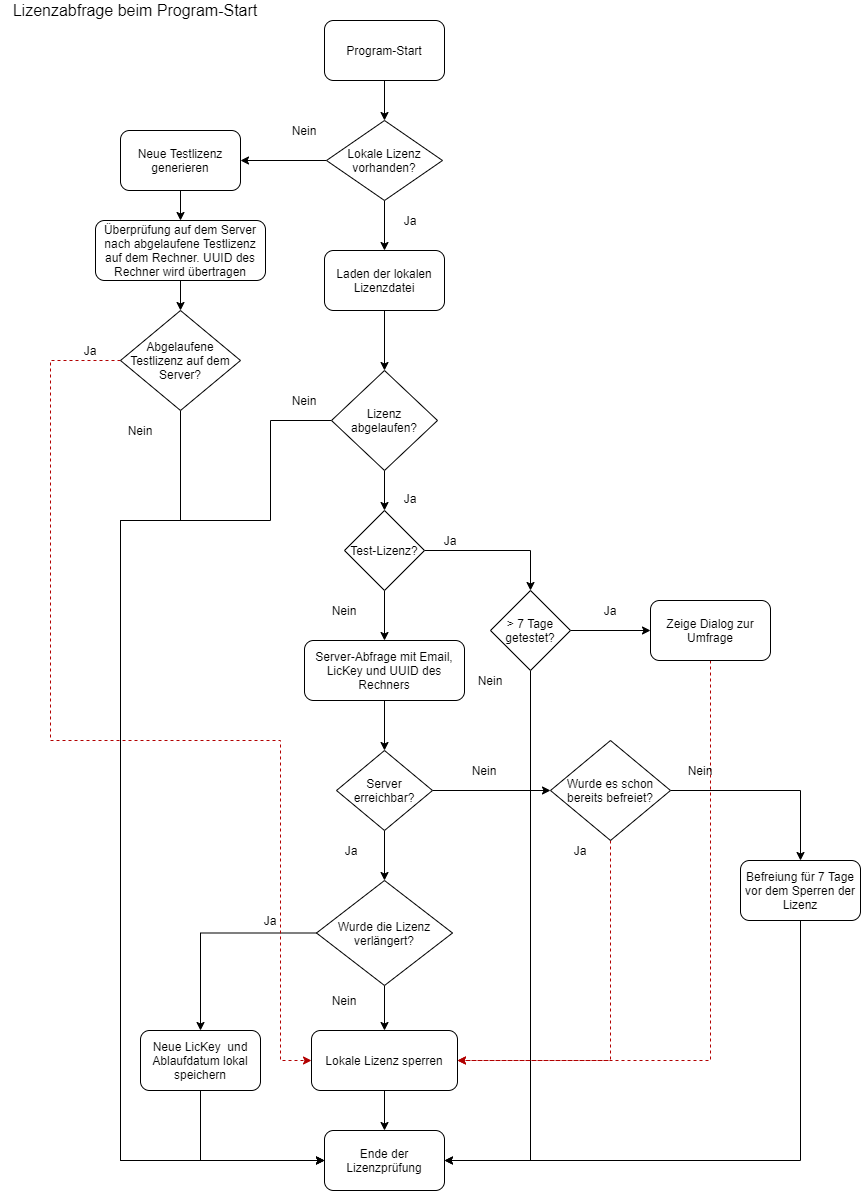 Lizenzabfrage beim Program-Start
Program-Start
Nein
Neue Testlizenz
generieren
Lokale Lizenz
vorhanden?
Ja
Überprüfung auf dem Server
nach abgelaufene Testlizenz
auf dem Rechner. UUID des
Rechner wird übertragen
Laden der lokalen
Lizenzdatei
Ja
Abgelaufene
Testlizenz auf dem
Server?
Nein
Nein
Lizenz
abgelaufen?
Ja
Test-Lizenz?
Ja
Nein
> 7 Tage
getestet?
Ja
Zeige Dialog zur
Umfrage
Server-Abfrage mit Email,
LicKey und UUID des
Rechners
Nein
Server
erreichbar?
Nein
Wurde es schon
bereits befreiet?
Nein
Ja
Ja
Befreiung für 7 Tage
vor dem Sperren der
Lizenz
Ja
Wurde die Lizenz
verlängert?
Nein
Neue LicKey  und
Ablaufdatum lokal
speichern
Lokale Lizenz sperren
Ende der
Lizenzprüfung